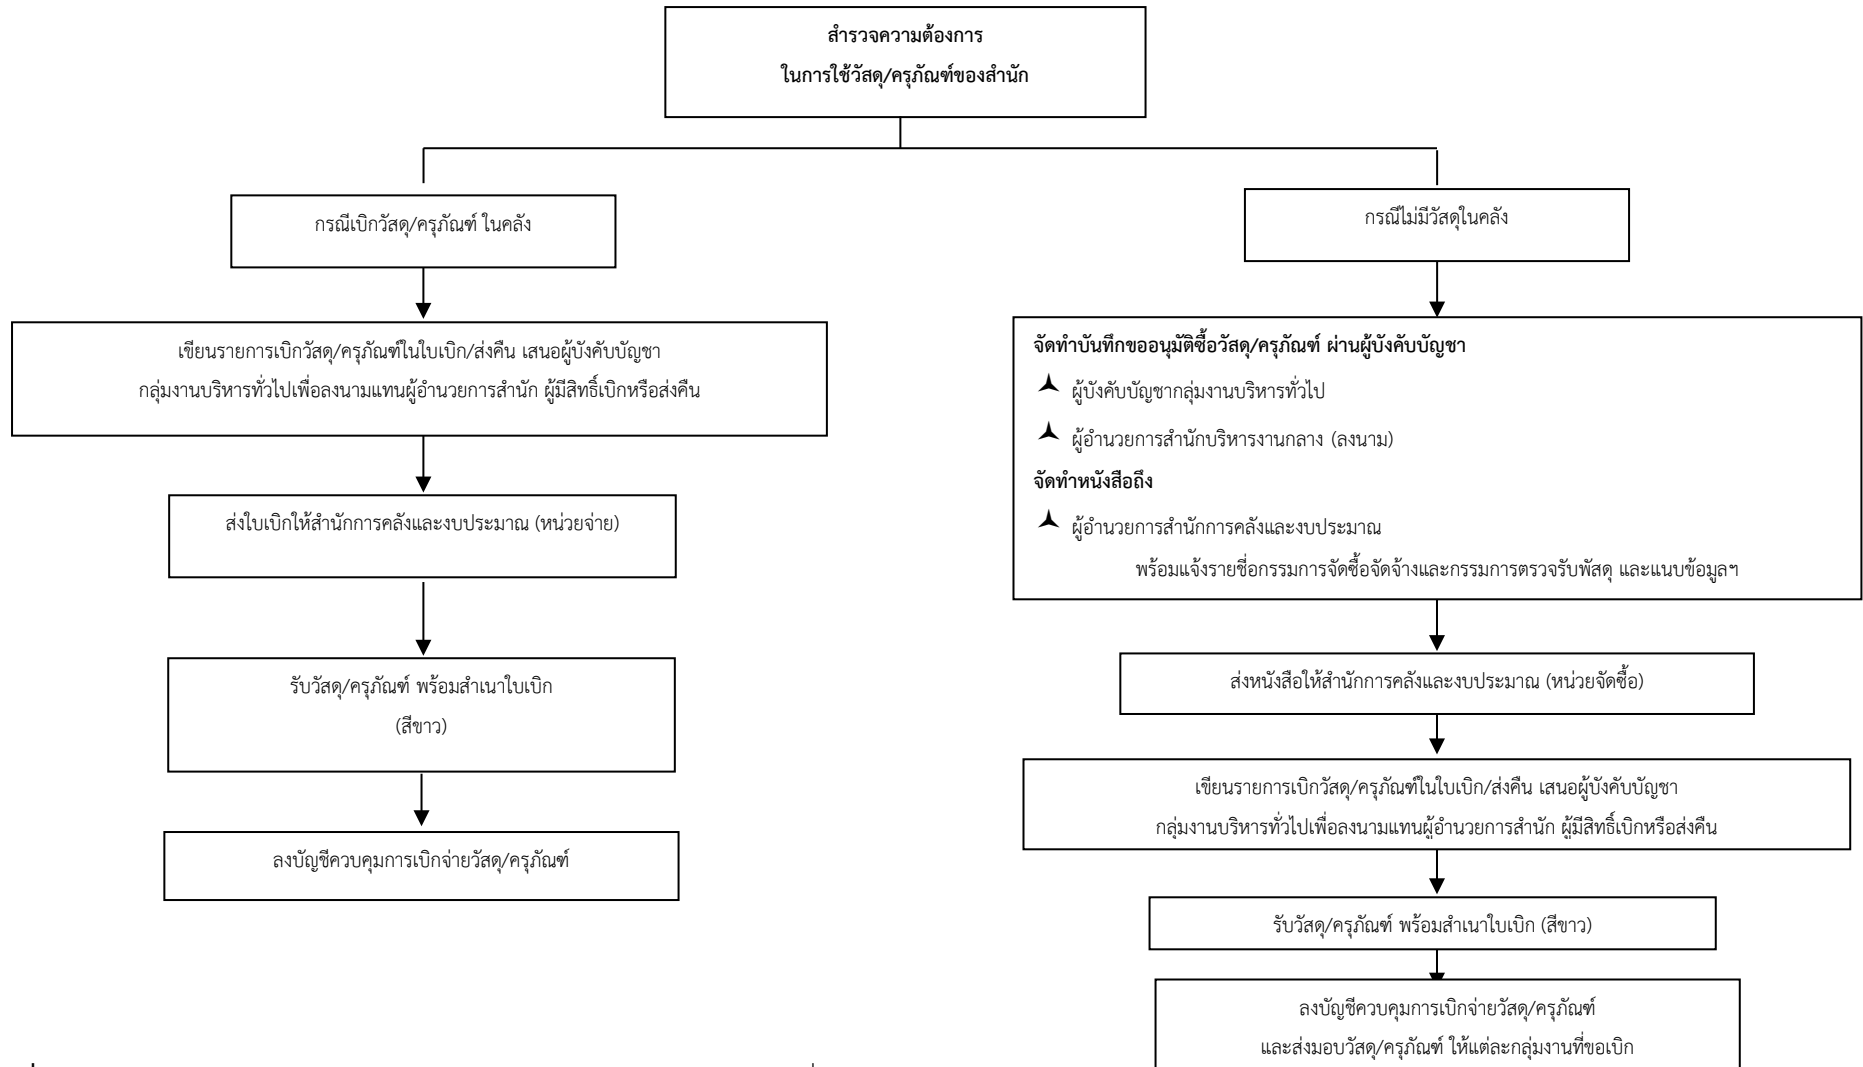 สำรวจความต้องการ
ในการใช้วัสดุ/ครุภัณฑ์ของสำนัก
กรณีเบิกวัสดุ/ครุภัณฑ์ ในคลัง
เขียนรายการเบิกวัสดุ/ครุภัณฑ์ในใบเบิก/ส่งคืน เสนอผู้บังคับบัญชา
กลุ่มงานบริหารทั่วไปเพื่อลงนามแทนผู้อำนวยการสำนัก ผู้มีสิทธิ์เบิกหรือส่งคืน
ส่งใบเบิกให้สำนักการคลังและงบประมาณ (หน่วยจ่าย)
รับวัสดุ/ครุภัณฑ์ พร้อมสำเนาใบเบิก
(สีขาว)
ลงบัญชีควบคุมการเบิกจ่ายวัสดุ/ครุภัณฑ์
กรณีไม่มีวัสดุในคลัง
จัดทำบันทึกขออนุมัติซื้อวัสดุ/ครุภัณฑ์ ผ่านผู้บังคับบัญชา
ผู้บังคับบัญชากลุ่มงานบริหารทั่วไป
ผู้อำนวยการสำนักบริหารงานกลาง (ลงนาม)
จัดทำหนังสือถึง
ผู้อำนวยการสำนักการคลังและงบประมาณ
พร้อมแจ้งรายชื่อกรรมการจัดซื้อจัดจ้างและกรรมการตรวจรับพัสดุ และแนบข้อมูลฯ
ส่งหนังสือให้สำนักการคลังและงบประมาณ (หน่วยจัดซื้อ)
เขียนรายการเบิกวัสดุ/ครุภัณฑ์ในใบเบิก/ส่งคืน เสนอผู้บังคับบัญชา
กลุ่มงานบริหารทั่วไปเพื่อลงนามแทนผู้อำนวยการสำนัก ผู้มีสิทธิ์เบิกหรือส่งคืน
รับวัสดุ/ครุภัณฑ์ พร้อมสำเนาใบเบิก (สีขาว)
ลงบัญชีควบคุมการเบิกจ่ายวัสดุ/ครุภัณฑ์
และส่งมอบวัสดุ/ครุภัณฑ์ ให้แต่ละกลุ่มงานที่ขอเบิก